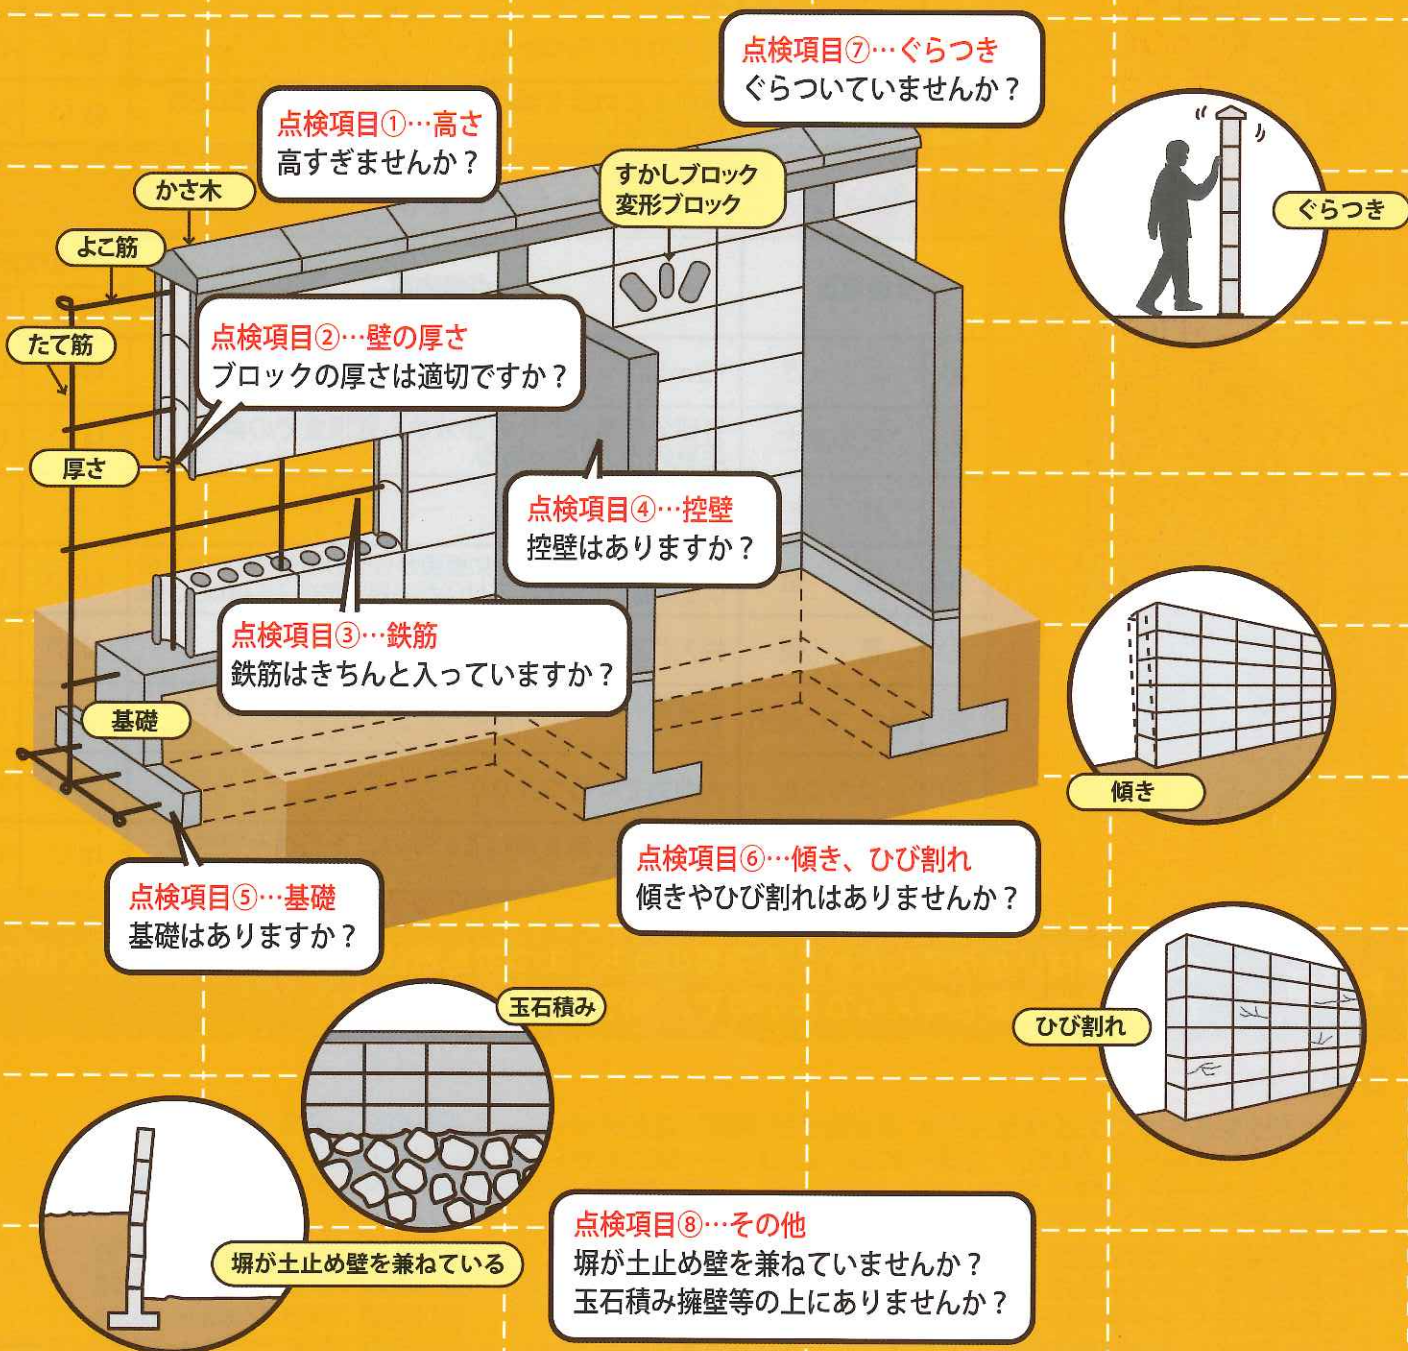 点検項目⑦…ぐらつき
ぐらついていませんか？
点検項目①…高さ
高すぎませんか？
かさ木
すかしブロック
変形ブロック
ぐらつき
よこ筋
たて筋
点検項目②…壁の厚さ
ブロックの厚さは適切ですか？
厚さ
点検項目④…控壁
控壁はありますか？
点検項目③…鉄筋
鉄筋はきちんと入っていますか？
基礎
傾き
点検項目⑥…傾き、ひび割れ
傾きやひび割れはありませんか？
点検項目⑤…基礎
基礎はありますか？
玉石積み
ひび割れ
塀が土止め壁を兼ねている
点検項目⑧…その他
塀が土止め壁を兼ねていませんか？
玉石積み擁壁等の上にありませんか？